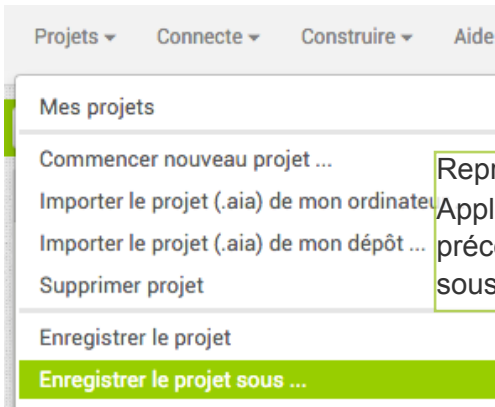 Projets Connecte Construire Aide
Mes projets
Commencer nouveau projet ...
Importer le projet (.aia) de mon ordinateu
Importer le projet (.aia) de mon dépôt ...
Supprimer projet
Enregistrer le projet
Enregistrer le projet sous ...
Repr
Appl
préc
sous